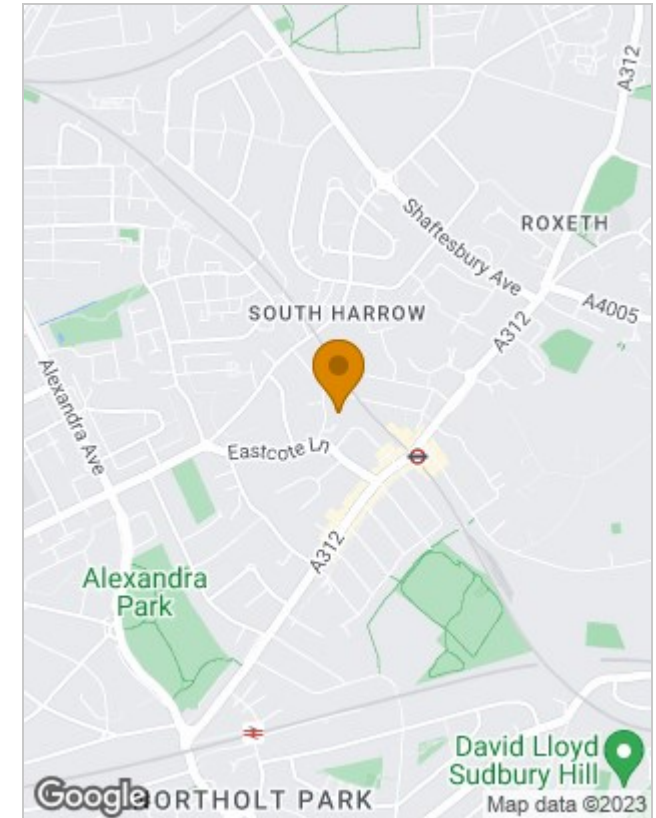 A312
ROXETH
Shaftesbury Ave
SOUTH HARROW
A4005
A312
Alexandra Ave
Eastcote Ln
A312
Alexandra
Park
David Lloyd
Sudbury Hill
Google
ORTHOLT PARK
Map data ©2023